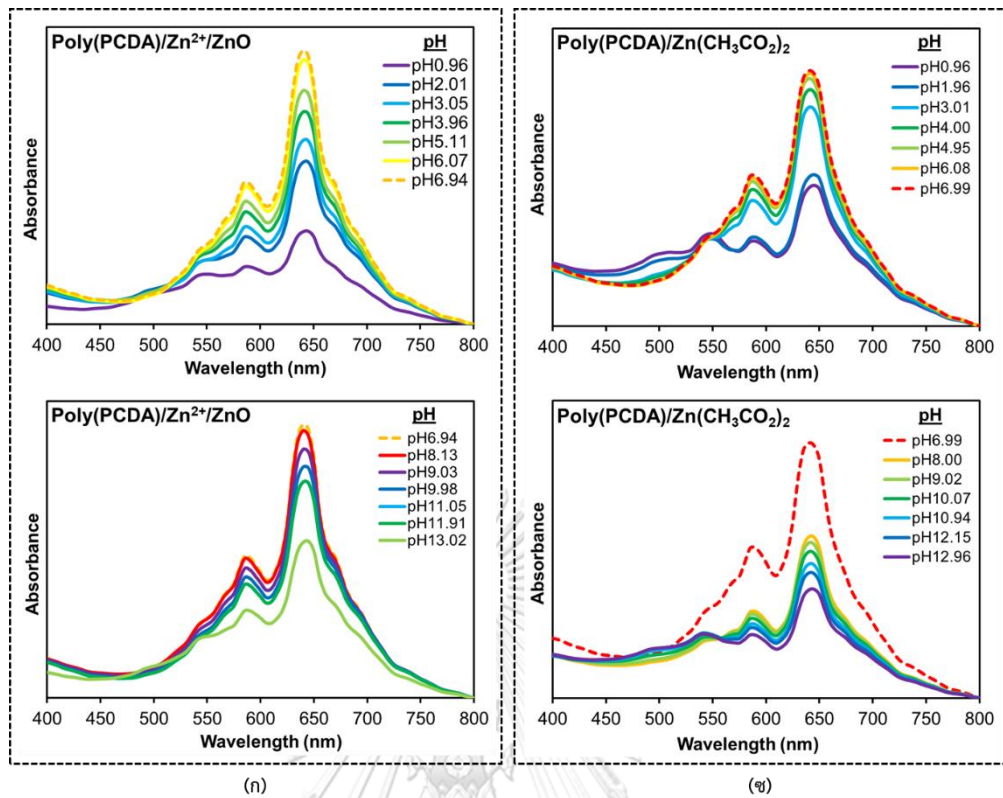 Poly(PCDA)/Zn²⁺/ZnO
pH
pH0.96
pH2.01
pH3.05
pH3.96
pH5.11
pH6.07
pH6.94
Absorbance
400 450 500 550 600 650 700 750 800
Wavelength (nm)
Poly(PCDA)/Zn(CH₃CO₂)₂
pH
pH0.96
pH1.96
pH3.01
pH4.00
pH4.95
pH6.08
pH6.99
Absorbance
400 450 500 550 600 650 700 750 800
Wavelength (nm)
Poly(PCDA)/Zn²⁺/ZnO
pH
pH6.94
pH8.13
pH9.03
pH9.98
pH11.05
pH11.91
pH13.02
Absorbance
400 450 500 550 600 650 700 750 800
Wavelength (nm)
Poly(PCDA)/Zn(CH₃CO₂)₂
pH
pH6.99
pH8.00
pH9.02
pH10.07
pH10.94
pH12.15
pH12.96
Absorbance
400 450 500 550 600 650 700 750 800
Wavelength (nm)
(ก)
(ซ)